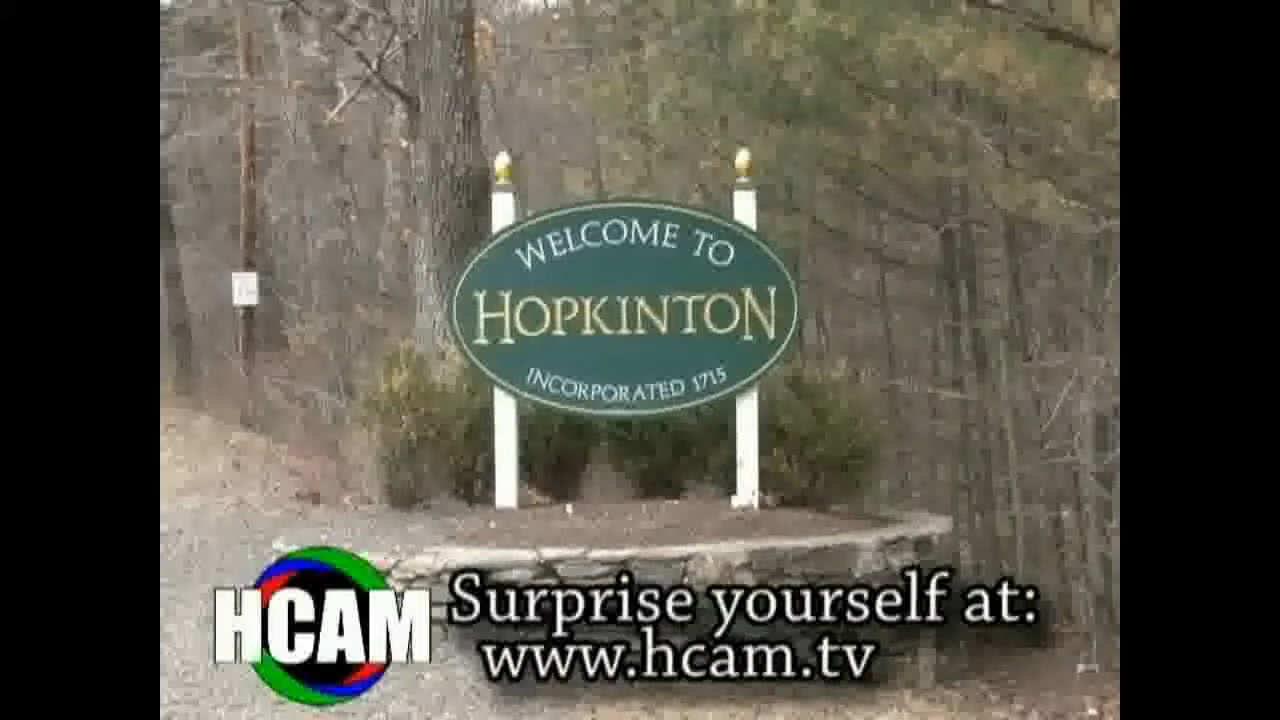 WELCOME TO
HOPKINTON
INCORPORATED 1715
HCAM
Surprise yourself at:
www.hcam.tv